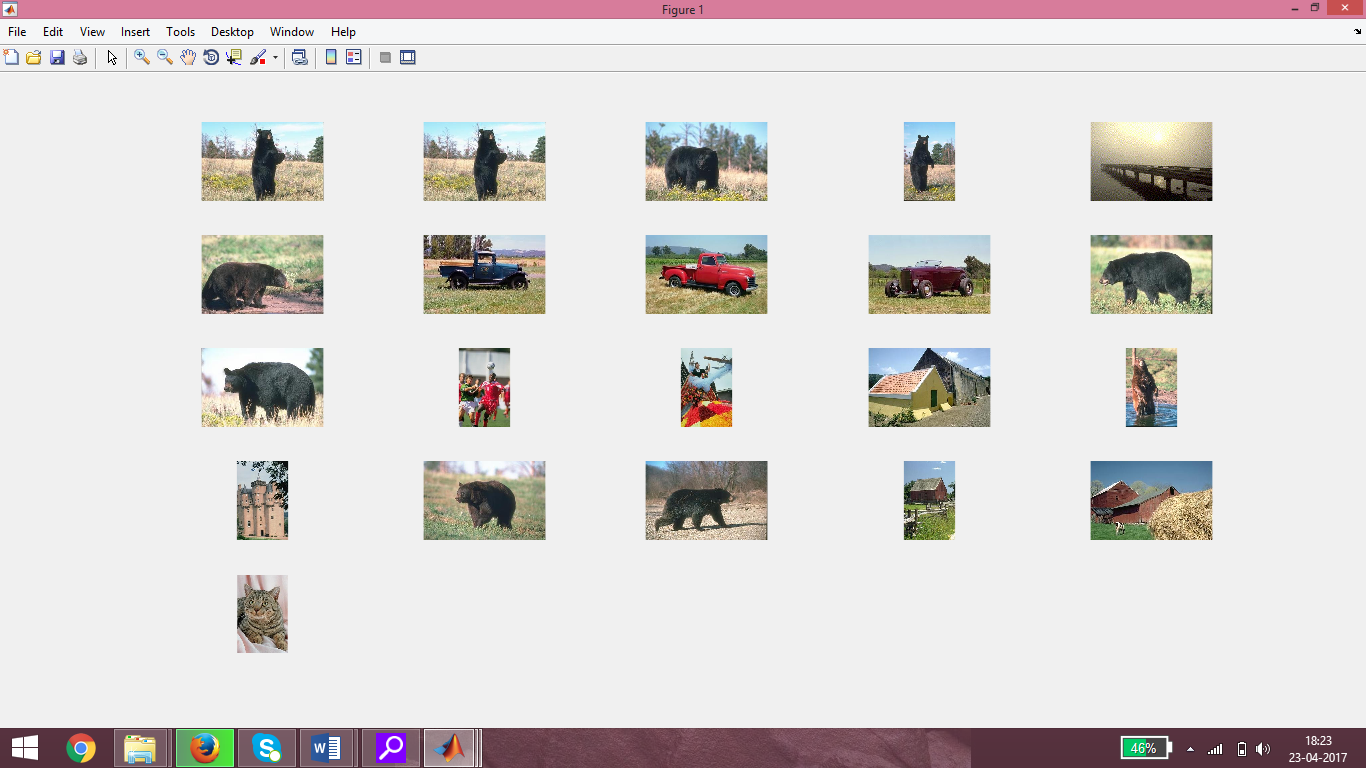 Figure 1
File Edit View Insert Tools Desktop Window Help
46%
18:23
23-04-2017